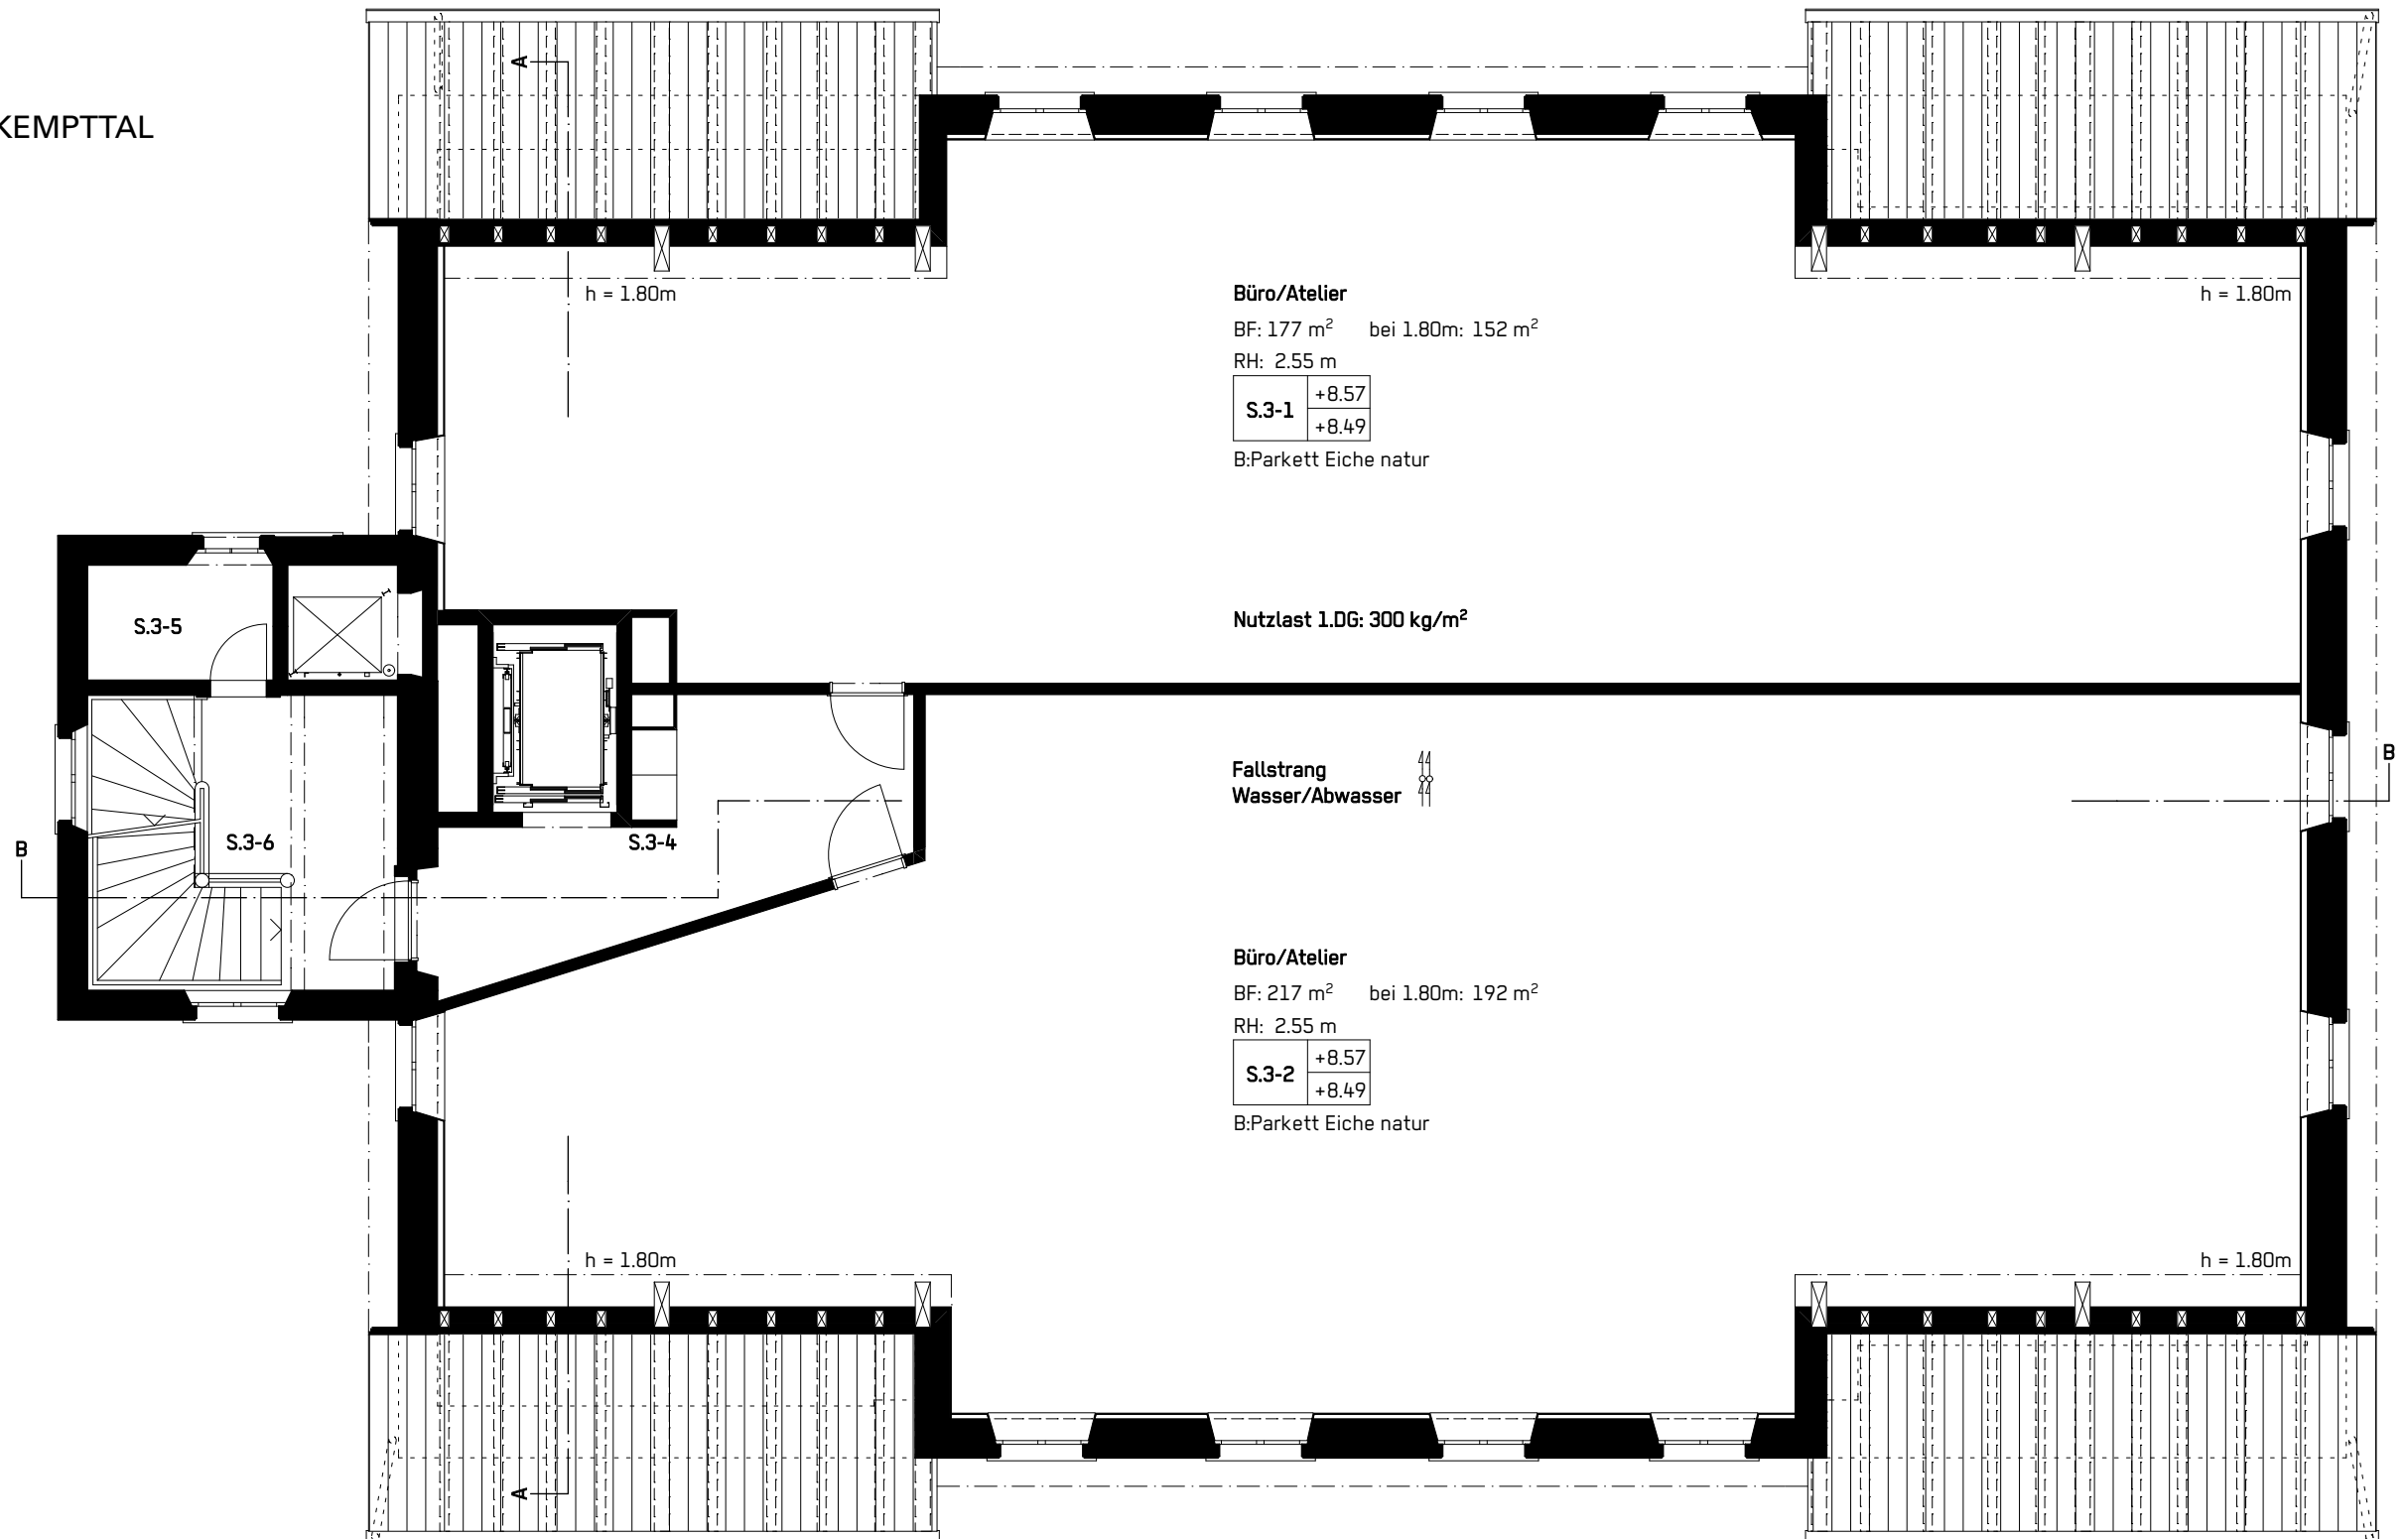 KEMPTTAL
A
h = 1.80m
h = 1.80m
Büro/Atelier
BF: 177 m² bei 1.80m: 152 m²
RH: 2.55 m
S.3-1
+8.57
+8.49
B:Parkett Eiche natur
Nutzlast 1.DG: 300 kg/m²
S.3-5
Fallstrang
Wasser/Abwasser
B
S.3-6
S.3-4
B
Büro/Atelier
BF: 217 m² bei 1.80m: 192 m²
RH: 2.55 m
S.3-2
+8.57
+8.49
B:Parkett Eiche natur
h = 1.80m
h = 1.80m
A